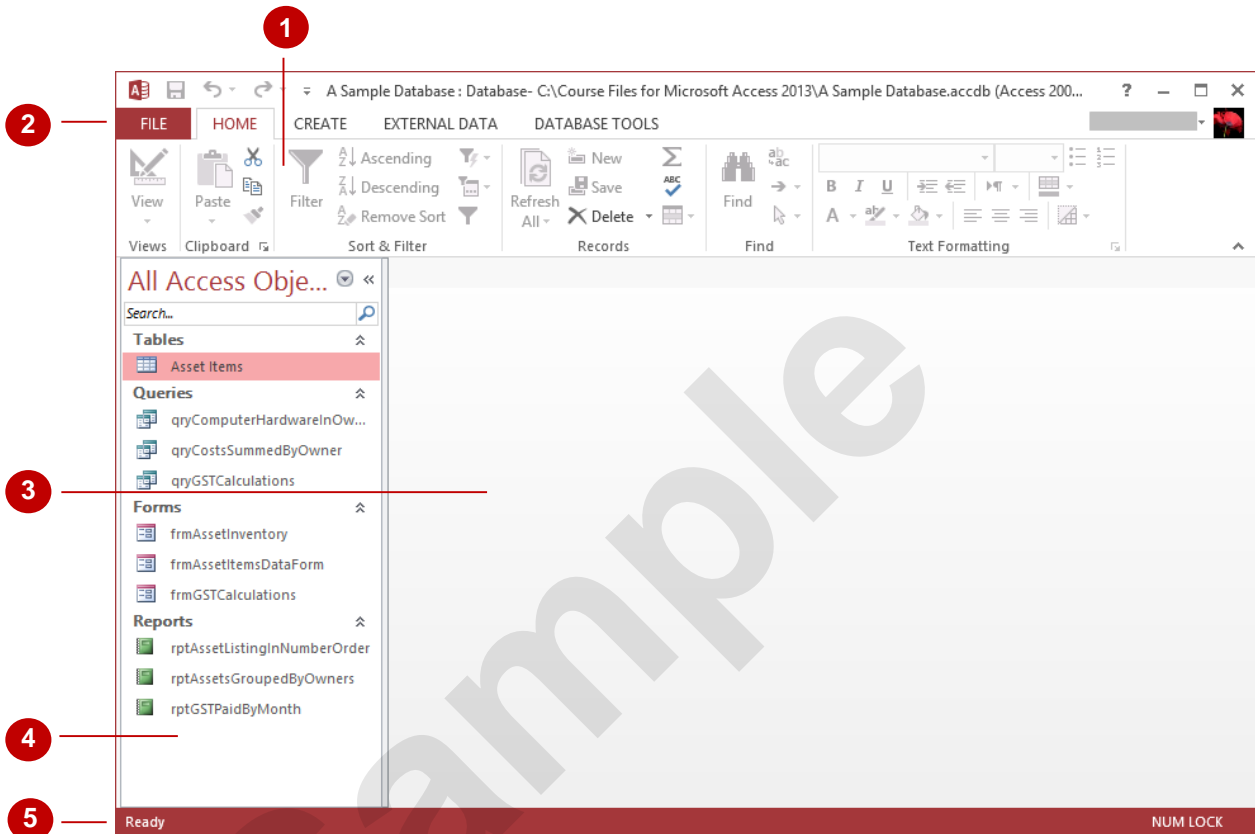 1
A Sample Database : Database- C:\Course Files for Microsoft Access 2013\A Sample Database.accdb (Access 200... ?
2
FILE HOME CREATE EXTERNAL DATA DATABASE TOOLS
View Paste Filter Ascending Descending Remove Sort Refresh All New Save Delete Find
Views Clipboard Sort & Filter Records Find Text Formatting
All Access Obje...
Search...
Tables
Asset Items
Queries
qryComputerHardwareInOw...
qryCostsSummedByOwner
qryGSTCalculations
3
Forms
frmAssetInventory
frmAssetItemsDataForm
frmGSTCalculations
Reports
rptAssetListingInNumberOrder
rptAssetsGroupedByOwners
rptGSTPaidByMonth
4
5
Ready NUM LOCK
Sample